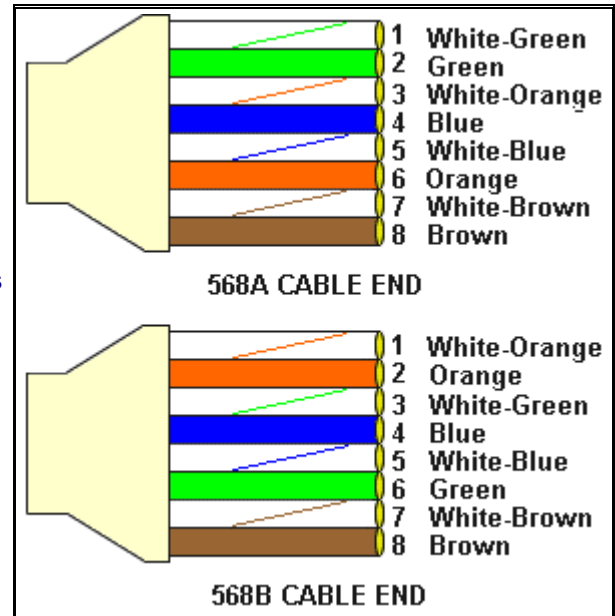 1 White-Green
2 Green
3 White-Orange
4 Blue
5 White-Blue
6 Orange
7 White-Brown
8 Brown
568A CABLE END
s
1 White-Orange
2 Orange
3 White-Green
4 Blue
5 White-Blue
6 Green
7 White-Brown
8 Brown
568B CABLE END